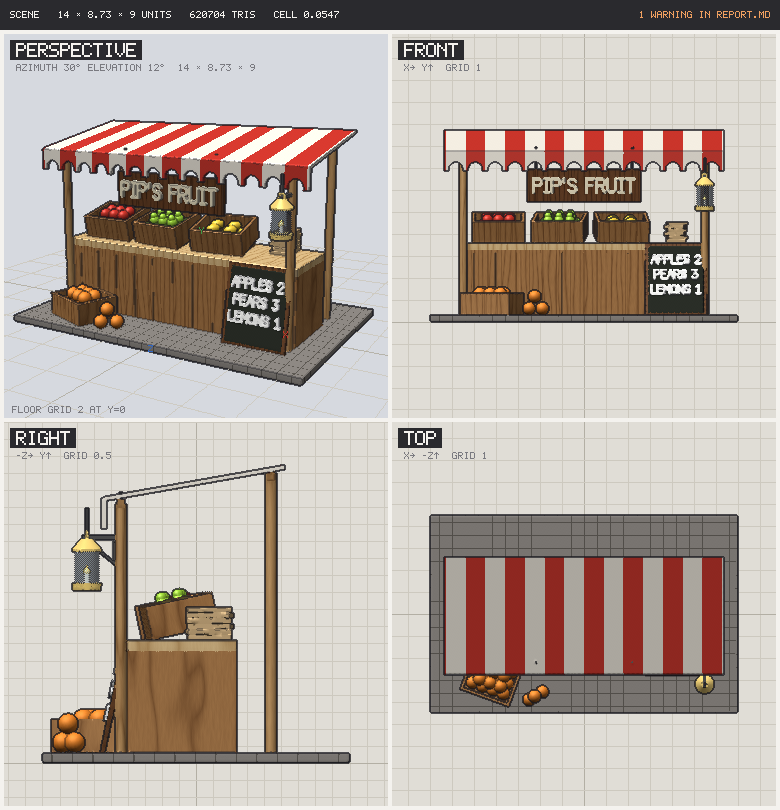 SCENE 14 × 8.73 × 9 UNITS 620704 TRIS CELL 0.0547 1 WARNING IN REPORT.MD
PERSPECTIVE
AZIMUTH 30° ELEVATION 12° 14 × 8.73 × 9
PIP'S FRUIT
APPLES 2
PEARS 3
LEMONS 1
FLOOR GRID 2 AT Y=0
FRONT
X→ Y↑ GRID 1
PIP'S FRUIT
APPLES 2
PEARS 3
LEMONS 1
RIGHT
-Z→ Y↑ GRID 0.5
TOP
X→ -Z↑ GRID 1